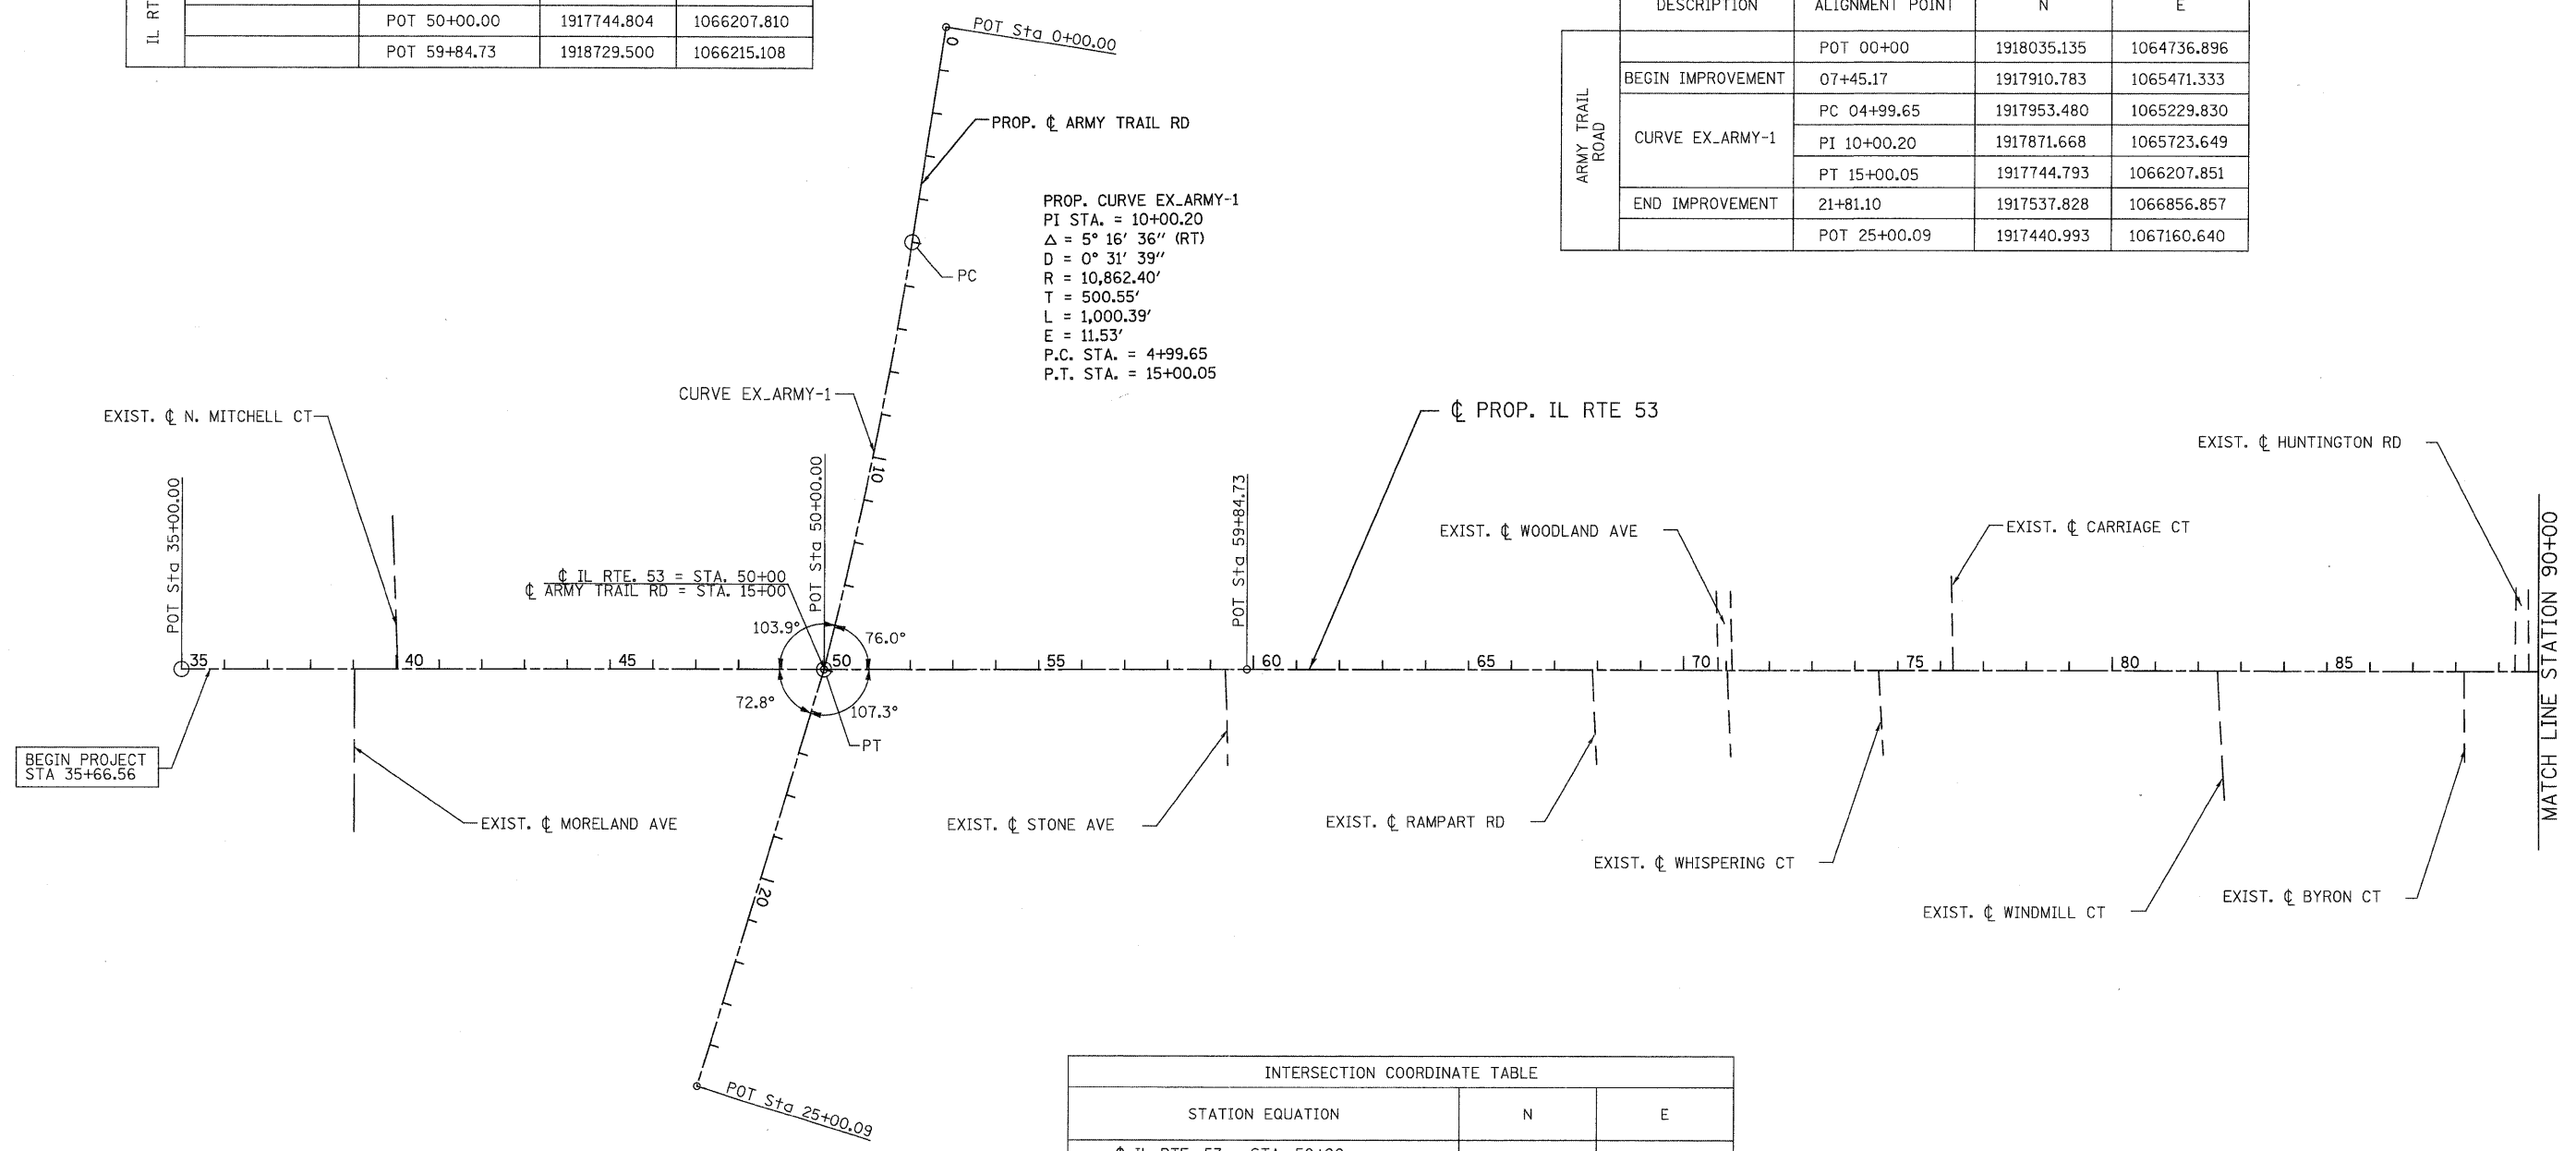 IL RT
POT 50+00.00 1917744.804 1066207.810
POT 59+84.73 1918729.500 1066215.108
DESCRIPTION ALIGNMENT POINT N E
ARMY TRAIL
ROAD
POT 00+00 1918035.135 1064736.896
BEGIN IMPROVEMENT 07+45.17 1917910.783 1065471.333
CURVE EX_ARMY-1
PC 04+99.65 1917953.480 1065229.830
PI 10+00.20 1917871.668 1065723.649
PT 15+00.05 1917744.793 1066207.851
END IMPROVEMENT 21+81.10 1917537.828 1066856.857
POT 25+00.09 1917440.993 1067160.640
POT Sta 0+00.00
0
PROP. ℄ ARMY TRAIL RD
PC
PROP. CURVE EX_ARMY-1
PI STA. = 10+00.20
Δ = 5° 16' 36" (RT)
D = 0° 31' 39"
R = 10,862.40'
T = 500.55'
L = 1,000.39'
E = 11.53'
P.C. STA. = 4+99.65
P.T. STA. = 15+00.05
CURVE EX_ARMY-1
EXIST. ℄ N. MITCHELL CT
℄ PROP. IL RTE 53
EXIST. ℄ HUNTINGTON RD
10
POT Sta 35+00.00
POT Sta 50+00.00
POT Sta 59+84.73
EXIST. ℄ WOODLAND AVE
EXIST. ℄ CARRIAGE CT
℄ IL RTE. 53 = STA. 50+00
℄ ARMY TRAIL RD = STA. 15+00
103.9°
76.0°
35 40 45 50 55 60 65 70 75 80 85
72.8°
107.3°
PT
MATCH LINE STATION 90+00
BEGIN PROJECT
STA 35+66.56
EXIST. ℄ MORELAND AVE
EXIST. ℄ STONE AVE
EXIST. ℄ RAMPART RD
EXIST. ℄ WHISPERING CT
EXIST. ℄ WINDMILL CT
EXIST. ℄ BYRON CT
20
POT Sta 25+00.09
INTERSECTION COORDINATE TABLE
STATION EQUATION N E
℄ IL RTE. 53 = STA. 50+00